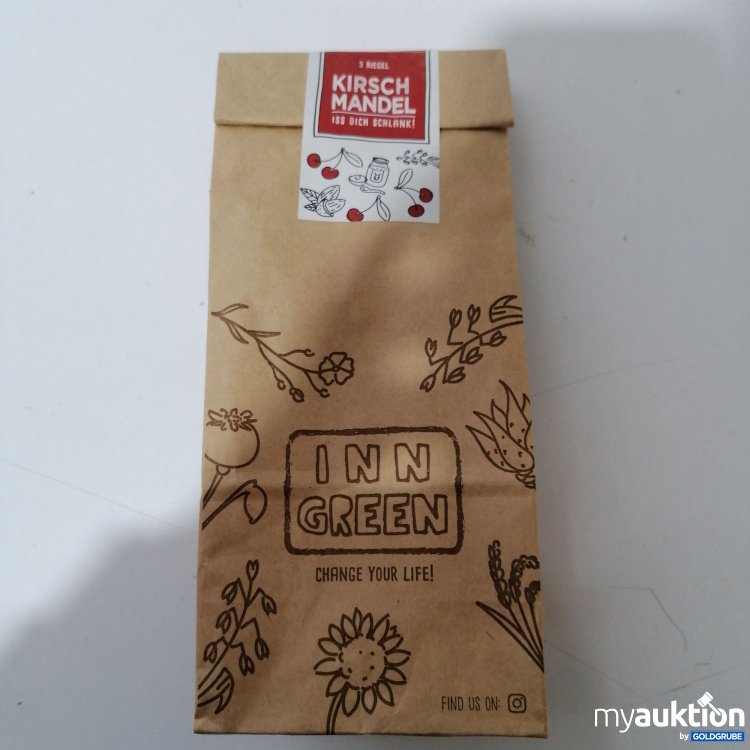 5 RIEGEL
KIRSCH
MANDEL
ISS DICH SCHLANK!
INN
GREEN
CHANGE YOUR LIFE!
FIND US ON:
myauktion
by GOLDGRUBE